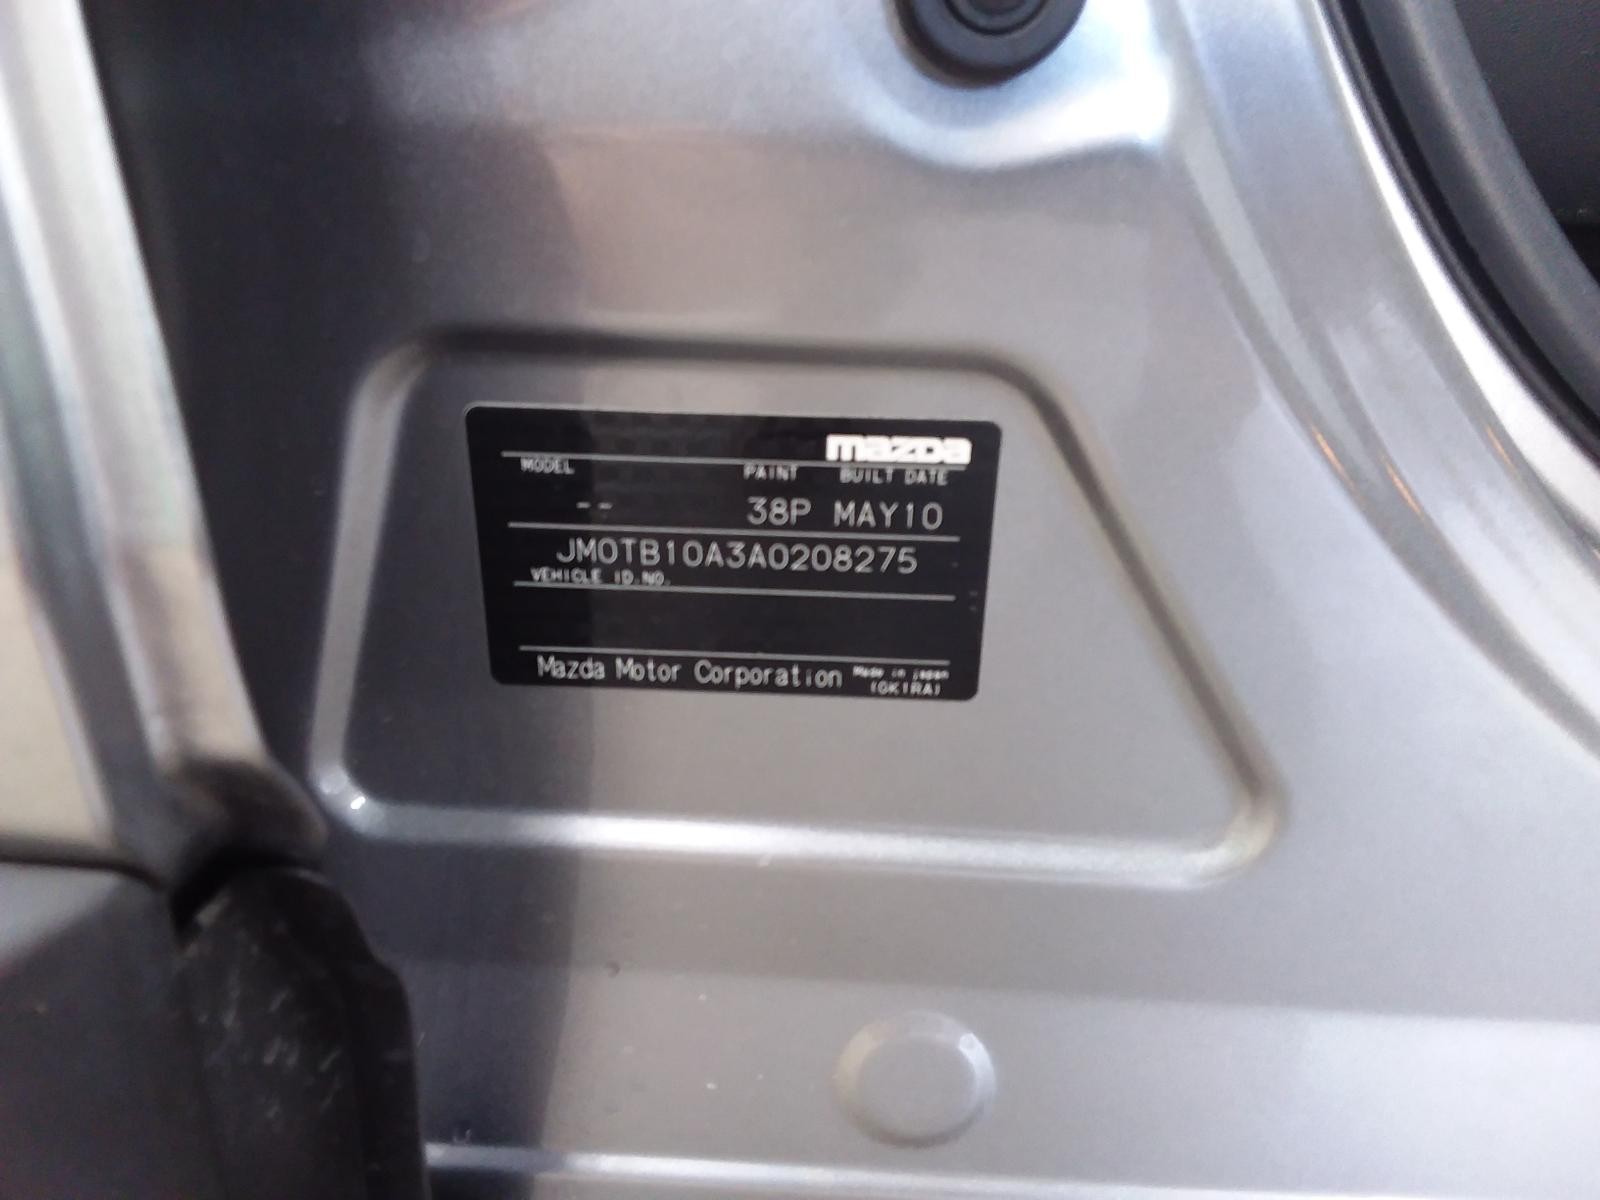 mazda
MODEL PAINT BUILT DATE
-- 38P MAY10
JM0TB10A3A0208275
VEHICLE ID.NO.
Mazda Motor Corporation Made in Japan
(OKIRA)